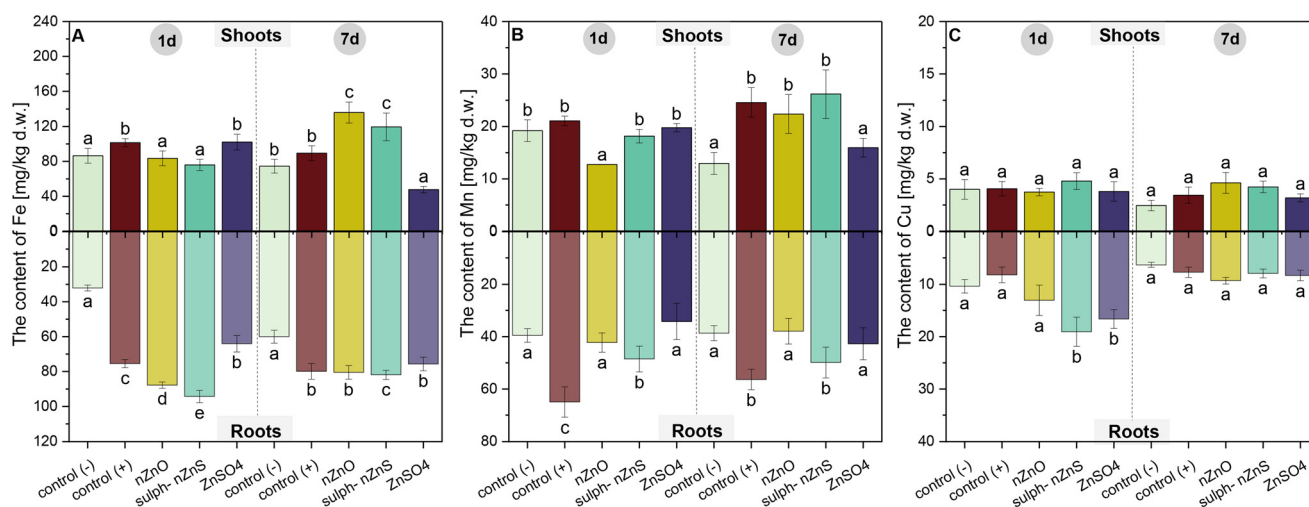 A
1d
Shoots
7d
The content of Fe [mg/kg d.w.]
240
200
160
120
80
40
0
20
40
60
80
100
120
a
b
a
a
b
b
b
c
c
a
a
c
d
e
b
a
b
b
c
b
Roots
control (-)
control (+)
nZnO
sulph- nZnS
ZnSO4
control (-)
control (+)
nZnO
sulph- nZnS
ZnSO4
B
1d
Shoots
7d
The content of Mn [mg/kg d.w.]
40
30
20
10
0
20
40
60
80
b
b
a
b
b
a
b
b
b
a
a
c
a
b
a
a
b
a
b
a
Roots
control (-)
control (+)
nZnO
sulph- nZnS
ZnSO4
control (-)
control (+)
nZnO
sulph- nZnS
ZnSO4
C
1d
Shoots
7d
The content of Cu [mg/kg d.w.]
20
15
10
5
0
10
20
30
40
a
a
a
a
a
a
a
a
a
a
a
a
a
b
b
a
a
a
a
a
Roots
control (-)
control (+)
nZnO
sulph- nZnS
ZnSO4
control (-)
control (+)
nZnO
sulph- nZnS
ZnSO4